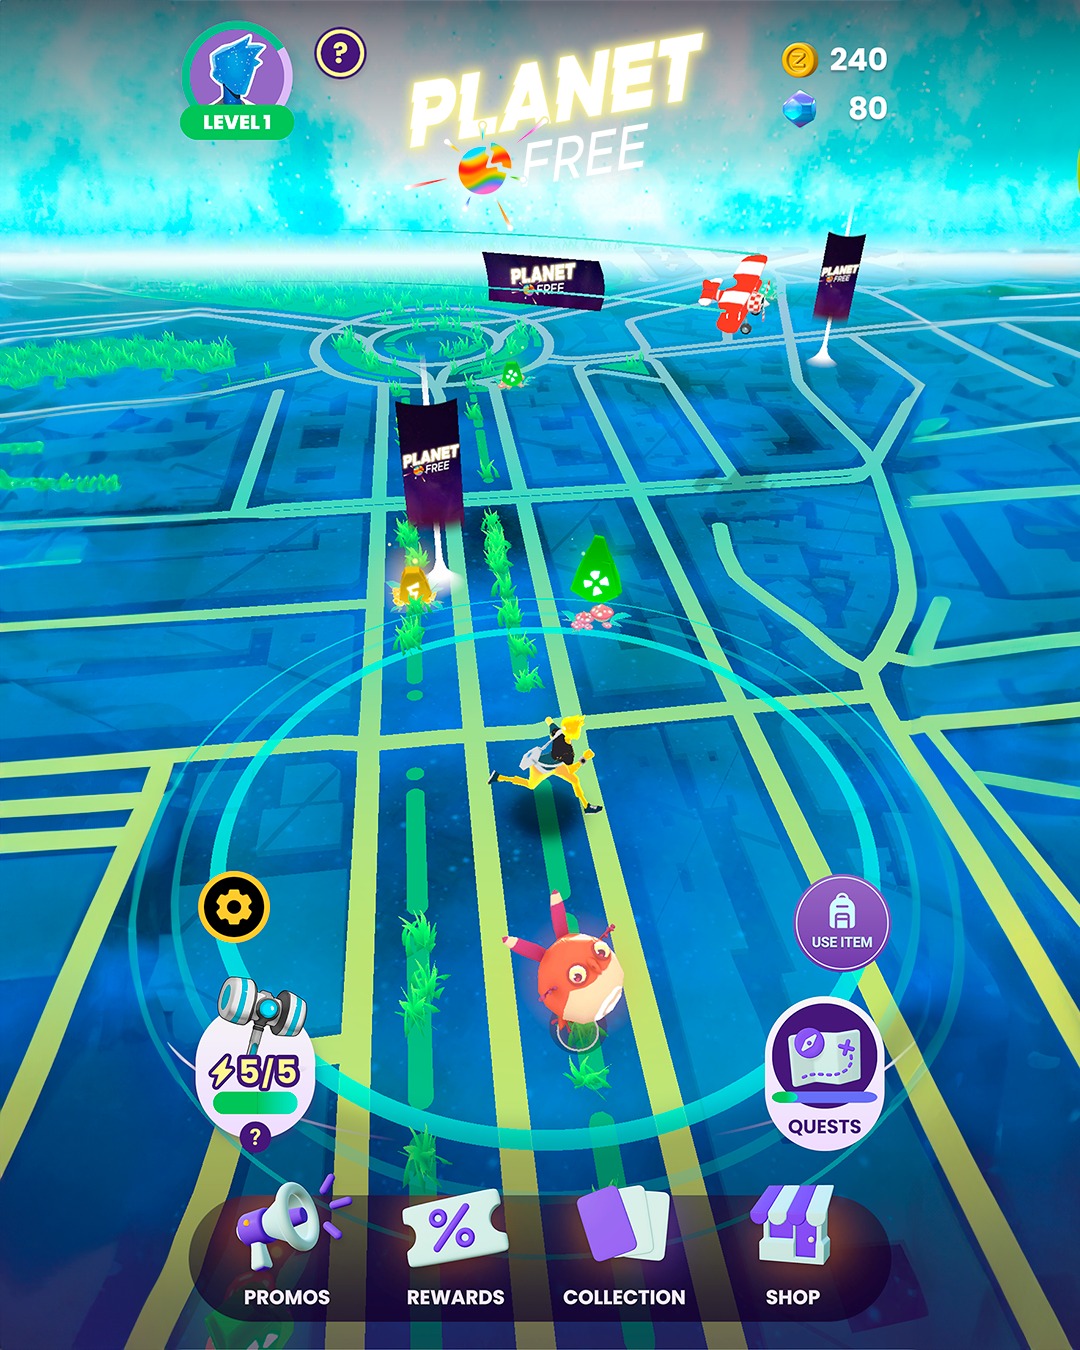 LEVEL 1
?
PLANET
FREE
240
80
PLANET
FREE
PLANET
FREE
PLANET
FREE
USE ITEM
5/5
?
QUESTS
PROMOS
REWARDS
COLLECTION
SHOP